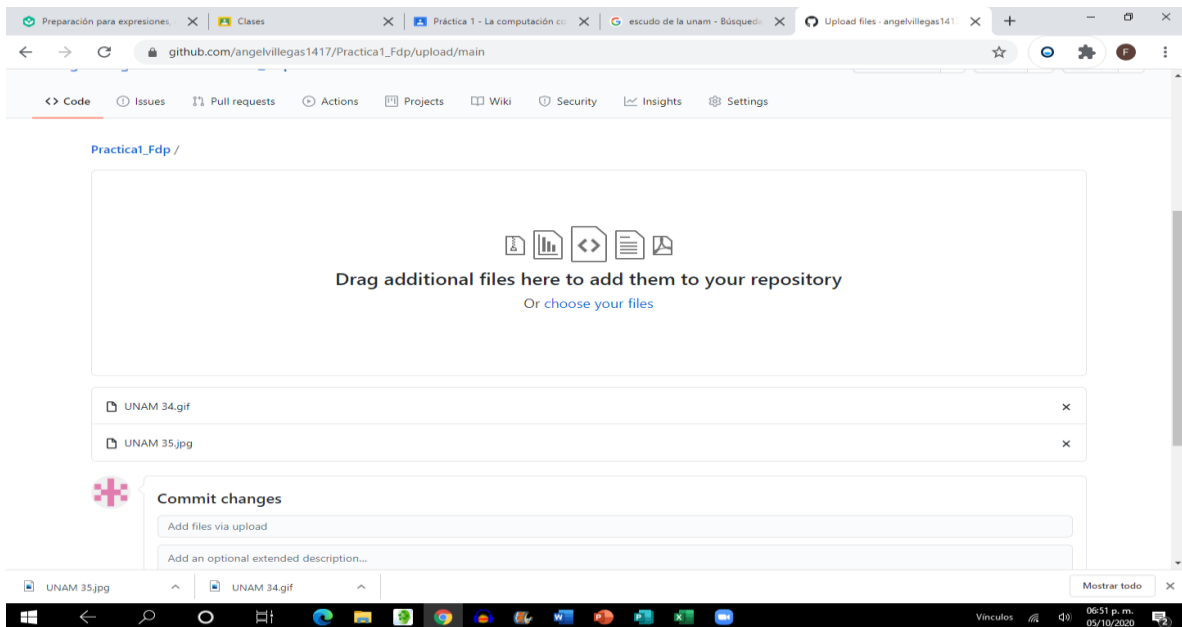 Preparación para expresiones,
Clases
Práctica 1 - La computación co
G escudo de la unam - Búsqueda
Upload files · angelvillegas141
github.com/angelvillegas1417/Practica1_Fdp/upload/main
F
<> Code Issues Pull requests Actions Projects Wiki Security Insights Settings
Practica1_Fdp /
Drag additional files here to add them to your repository
Or choose your files
UNAM 34.gif
UNAM 35.jpg
Commit changes
Add files via upload
Add an optional extended description...
UNAM 35.jpg UNAM 34.gif Mostrar todo
Vínculos 06:51 p. m.
05/10/2020
2